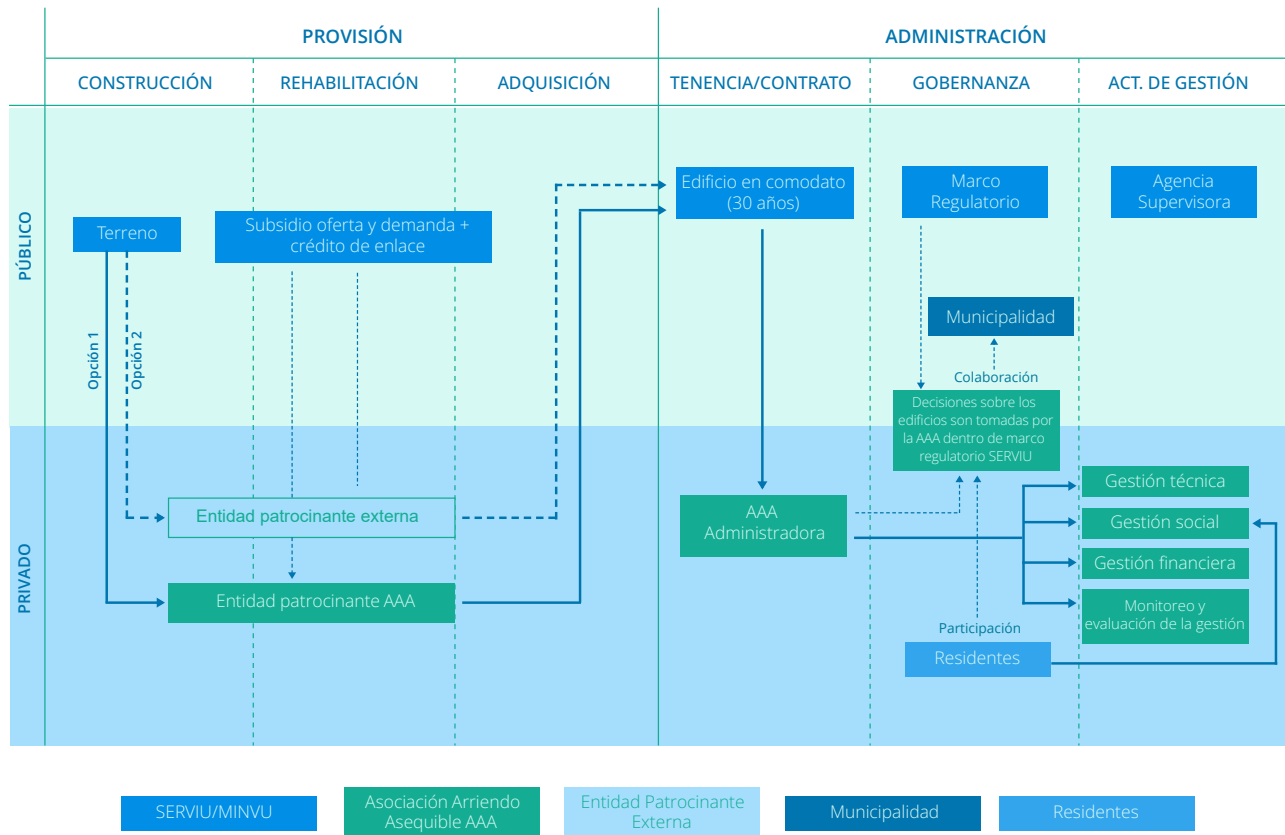 PROVISIÓN
ADMINISTRACIÓN
CONSTRUCCIÓN
REHABILITACIÓN
ADQUISICIÓN
TENENCIA/CONTRATO
GOBERNANZA
ACT. DE GESTIÓN
PÚBLICO
Terreno
Subsidio oferta y demanda +
crédito de enlace
Edificio en comodato
(30 años)
Marco
Regulatorio
Agencia
Supervisora
Opción 1
Opción 2
Municipalidad
Colaboración
Decisiones sobre los
edificios son tomadas por
la AAA dentro de marco
regulatorio SERVIU
PRIVADO
Entidad patrocinante externa
Entidad patrocinante AAA
AAA
Administradora
Gestión técnica
Gestión social
Gestión financiera
Monitoreo y
evaluación de la gestión
Participación
Residentes
SERVIU/MINVU
Asociación Arriendo
Asequible AAA
Entidad Patrocinante
Externa
Municipalidad
Residentes